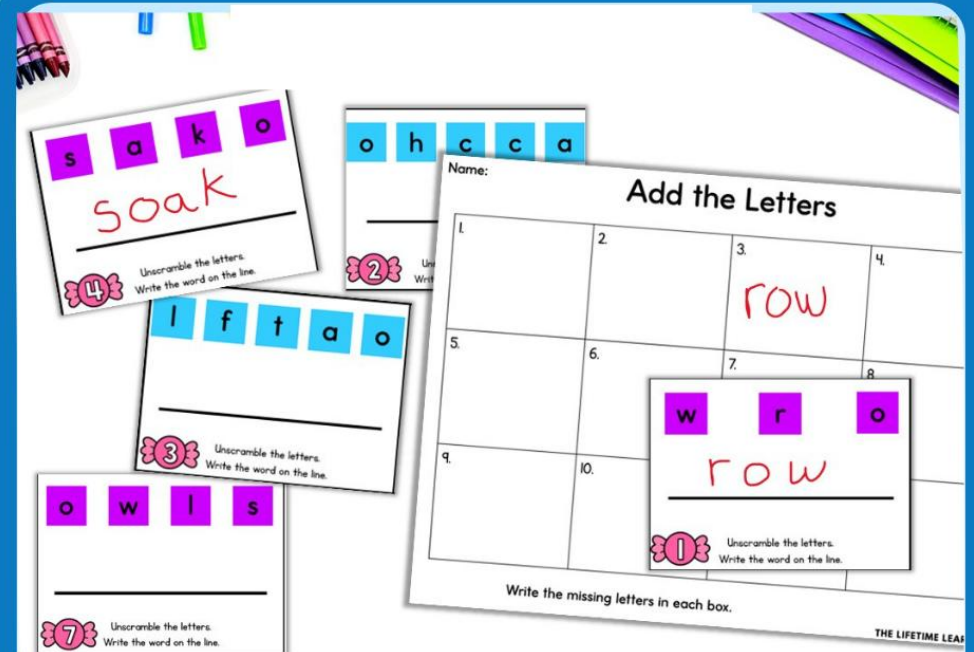 s a k o
soak
4
Unscramble the letters.
Write the word on the line.
o h c c a
2
l f t a o
3
Unscramble the letters.
Write the word on the line.
o w l s
7
Unscramble the letters.
Write the word on the line.
Name:
Add the Letters
1. 2. 3. 4.
row
5. 6. 7. 8.
9. 10.
w r o
row
1
Unscramble the letters.
Write the word on the line.
Write the missing letters in each box.
THE LIFETIME